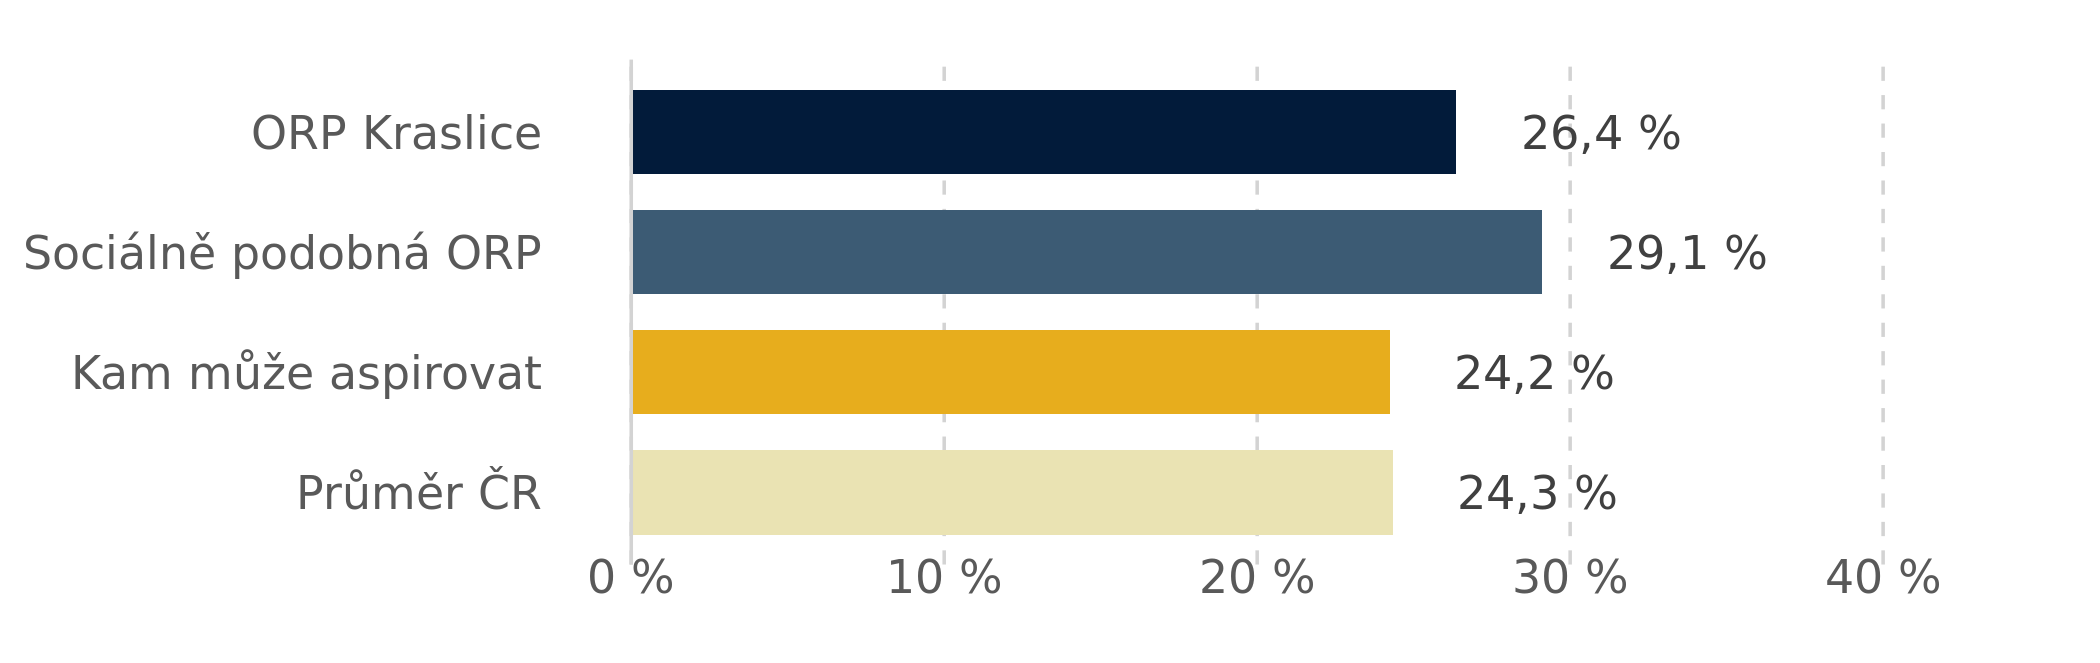 ORP Kraslice
26,4 %
Sociálně podobná ORP
29,1 %
Kam může aspirovat
24,2 %
Průměr ČR
24,3 %
0 % 10 % 20 % 30 % 40 %